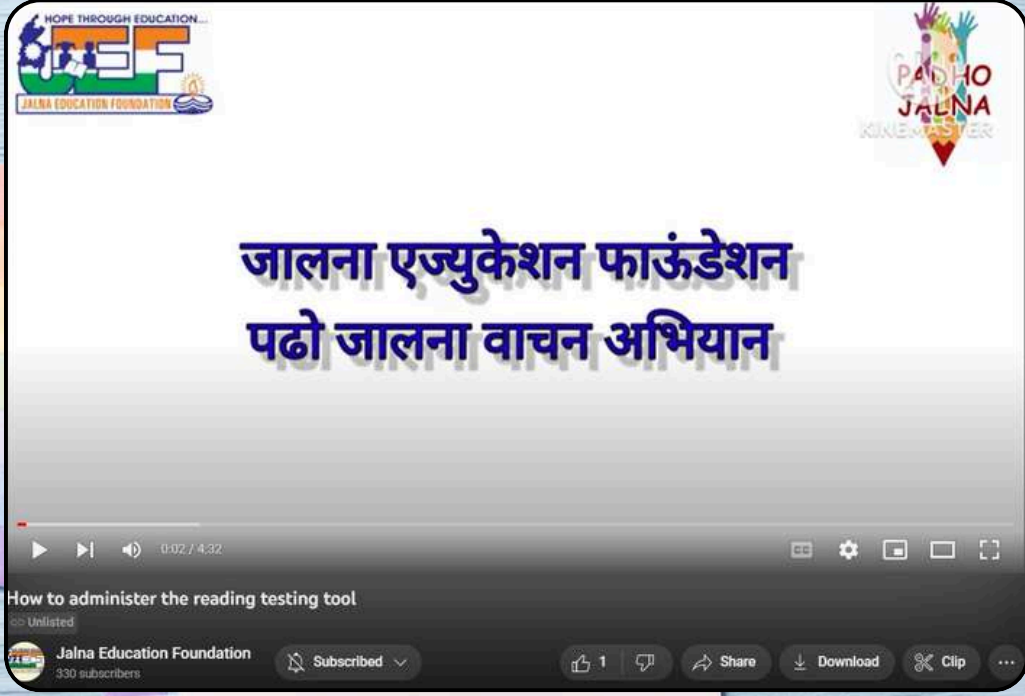 HOPE THROUGH EDUCATION...
JEF
JALNA EDUCATION FOUNDATION
PADHO
JALNA
KINEMASTER
जालना एज्युकेशन फाऊंडेशन
पढो जालना वाचन अभियान
0:02 / 4:32
CC
How to administer the reading testing tool
Unlisted
Jalna Education Foundation
330 subscribers
Subscribed
1
Share
Download
Clip